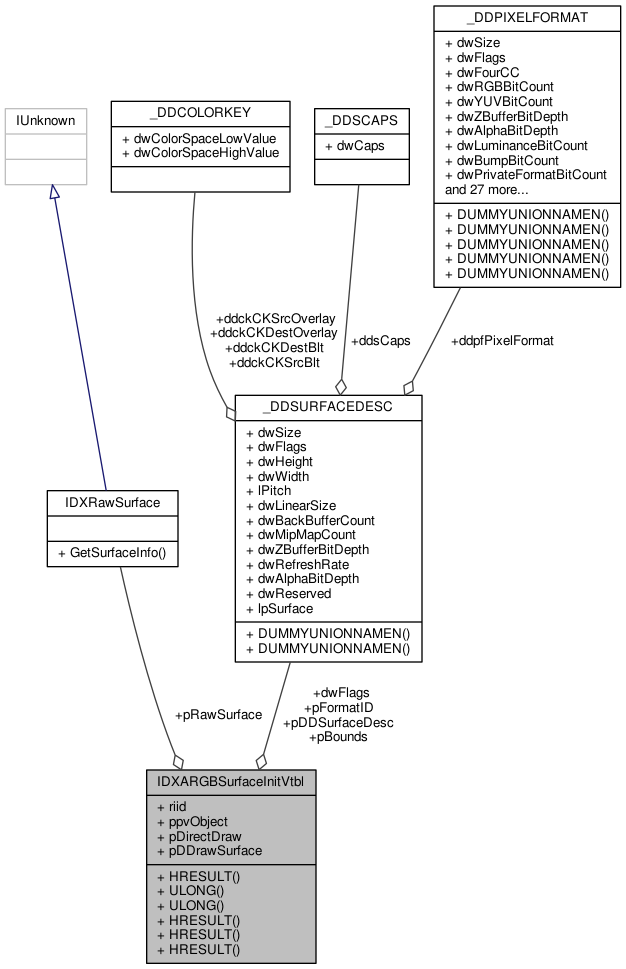 _DDPIXELFORMAT
+ dwSize
+ dwFlags
+ dwFourCC
+ dwRGBBitCount
+ dwYUVBitCount
+ dwZBufferBitDepth
+ dwAlphaBitDepth
+ dwLuminanceBitCount
+ dwBumpBitCount
+ dwPrivateFormatBitCount
and 27 more...
+ DUMMYUNIONNAMEN()
+ DUMMYUNIONNAMEN()
+ DUMMYUNIONNAMEN()
+ DUMMYUNIONNAMEN()
+ DUMMYUNIONNAMEN()
IUnknown
_DDCOLORKEY
+ dwColorSpaceLowValue
+ dwColorSpaceHighValue
_DDSCAPS
+ dwCaps
+ddckCKSrcOverlay
+ddckCKDestOverlay
+ddckCKDestBlt
+ddckCKSrcBlt
+ddsCaps
+ddpfPixelFormat
_DDSURFACEDESC
+ dwSize
+ dwFlags
+ dwHeight
+ dwWidth
+ lPitch
+ dwLinearSize
+ dwBackBufferCount
+ dwMipMapCount
+ dwZBufferBitDepth
+ dwRefreshRate
+ dwAlphaBitDepth
+ dwReserved
+ lpSurface
+ DUMMYUNIONNAMEN()
+ DUMMYUNIONNAMEN()
IDXRawSurface
+ GetSurfaceInfo()
+pRawSurface
+dwFlags
+pFormatID
+pDDSurfaceDesc
+pBounds
IDXARGBSurfaceInitVtbl
+ riid
+ ppvObject
+ pDirectDraw
+ pDDrawSurface
+ HRESULT()
+ ULONG()
+ ULONG()
+ HRESULT()
+ HRESULT()
+ HRESULT()